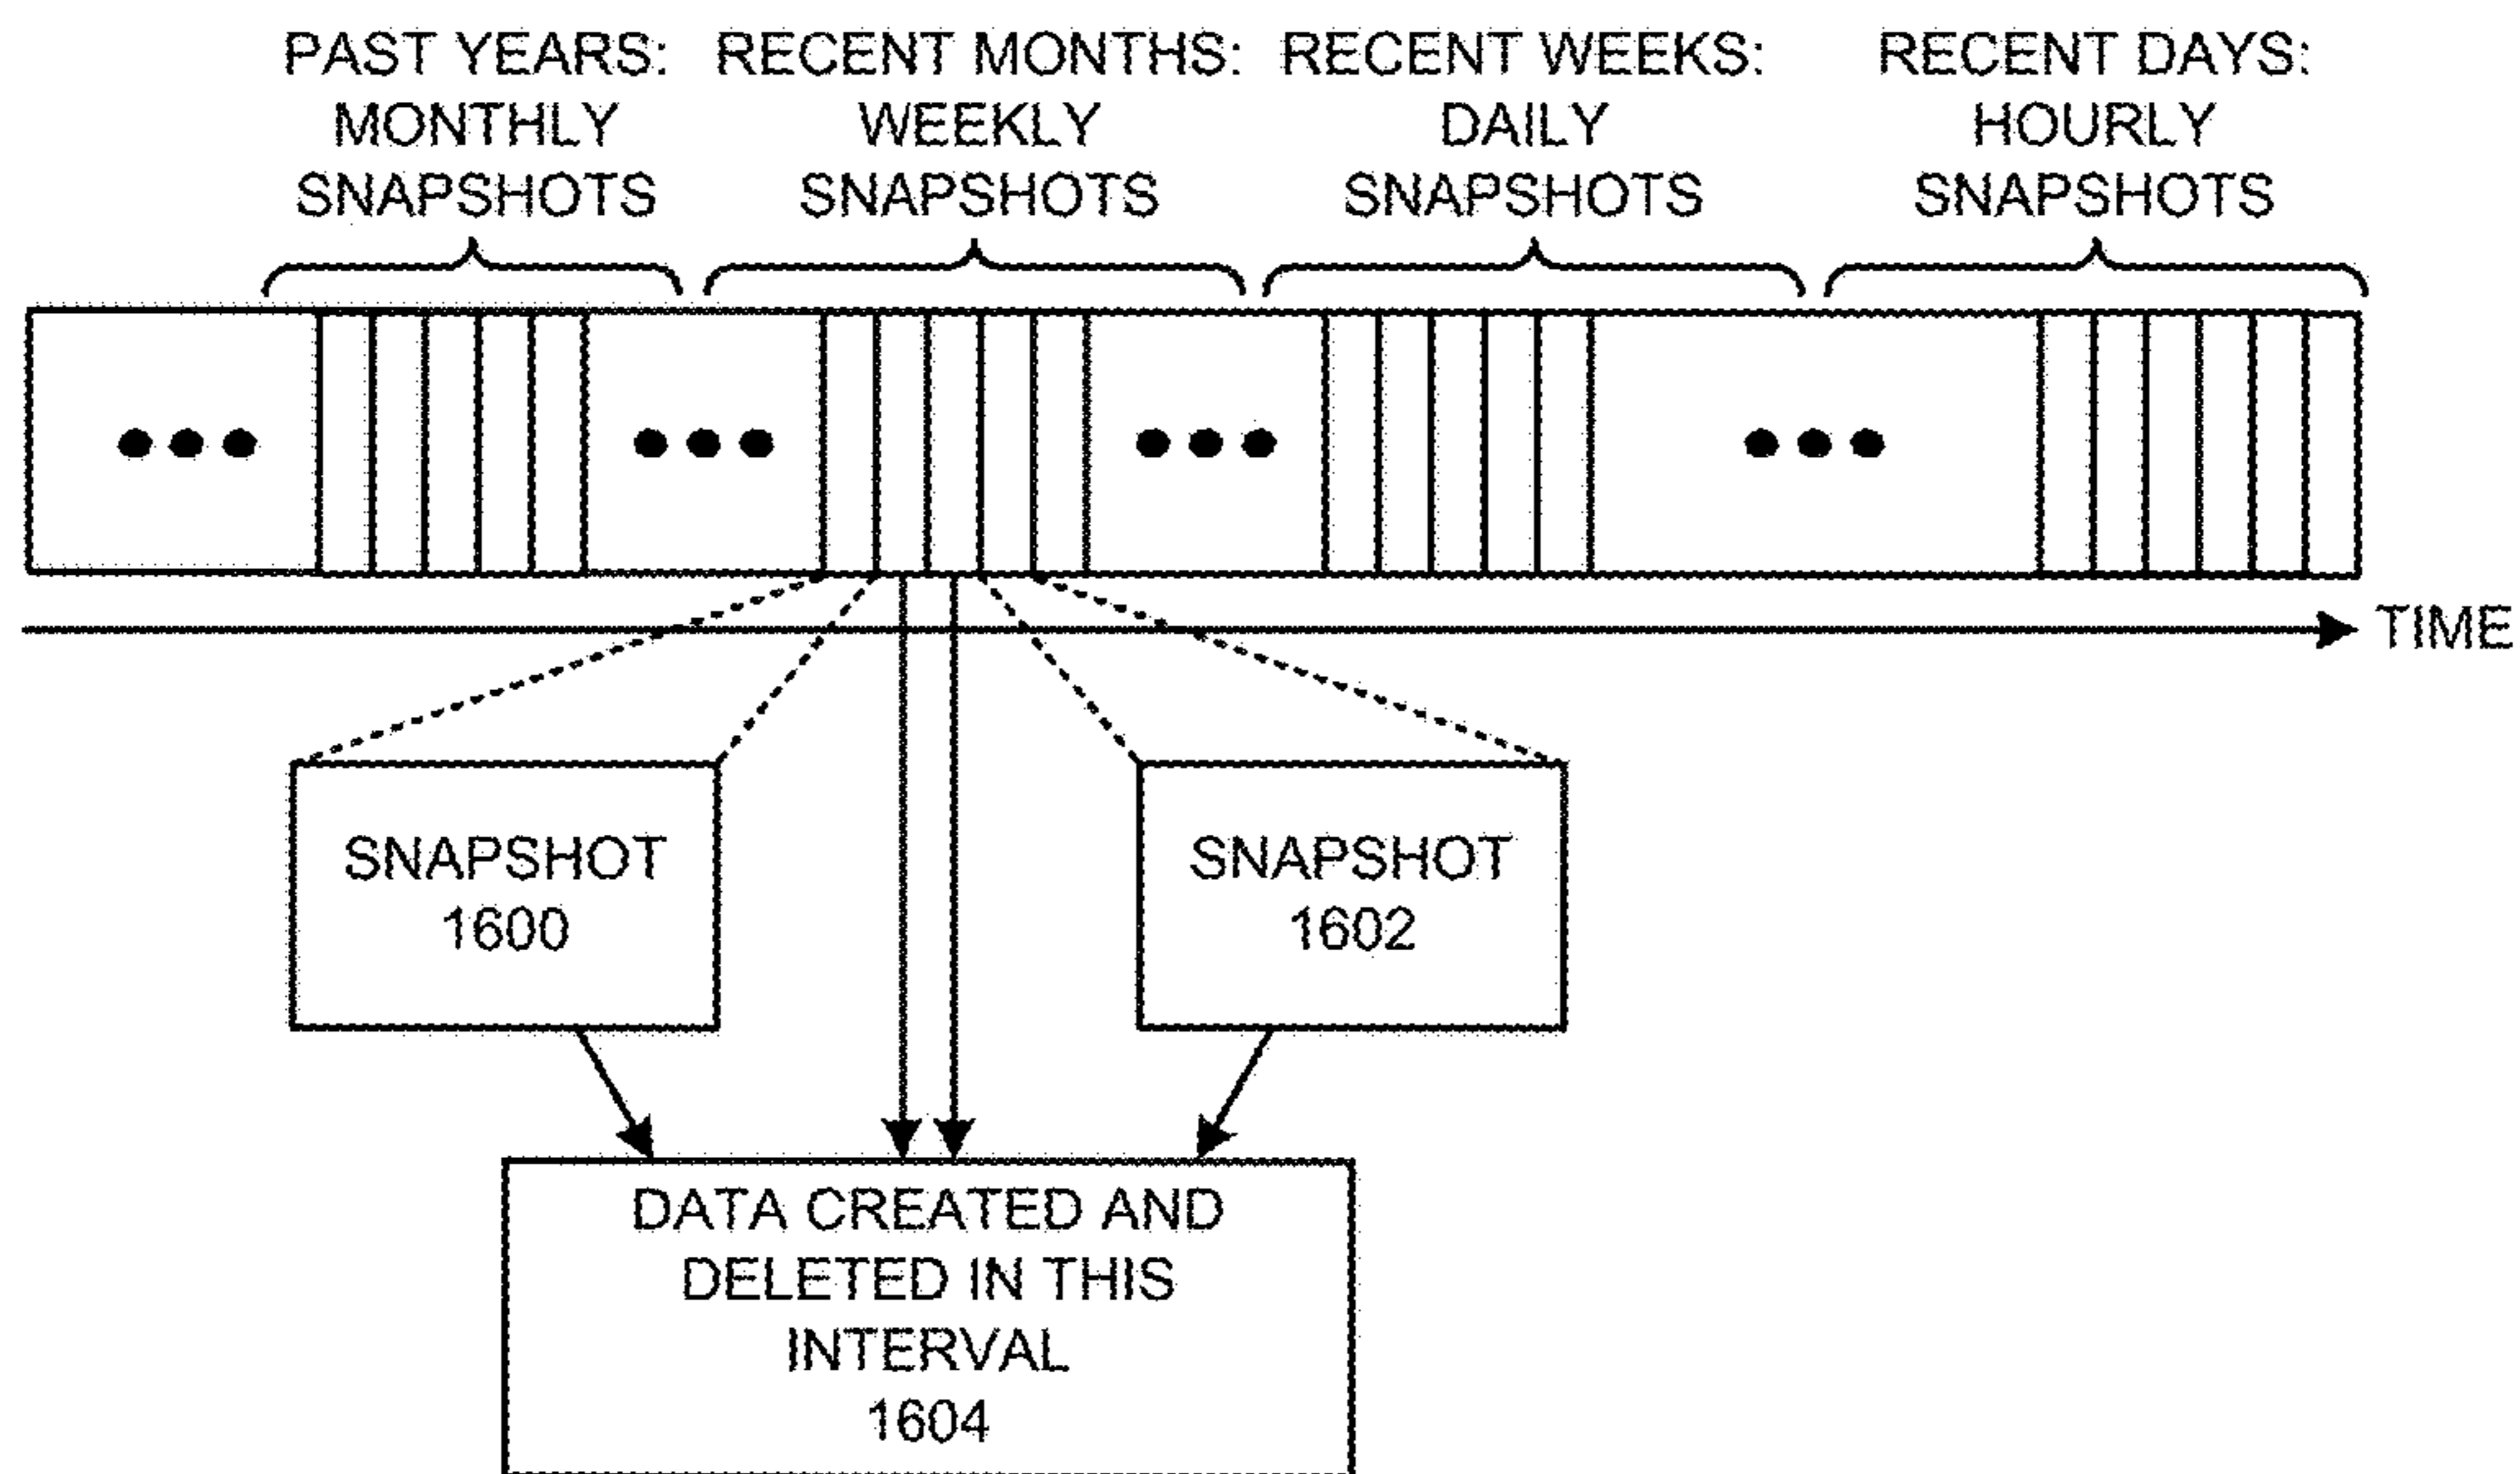 PAST YEARS:
MONTHLY
SNAPSHOTS
RECENT MONTHS:
WEEKLY
SNAPSHOTS
RECENT WEEKS:
DAILY
SNAPSHOTS
RECENT DAYS:
HOURLY
SNAPSHOTS
TIME
SNAPSHOT
1600
SNAPSHOT
1602
DATA CREATED AND
DELETED IN THIS
INTERVAL
1604